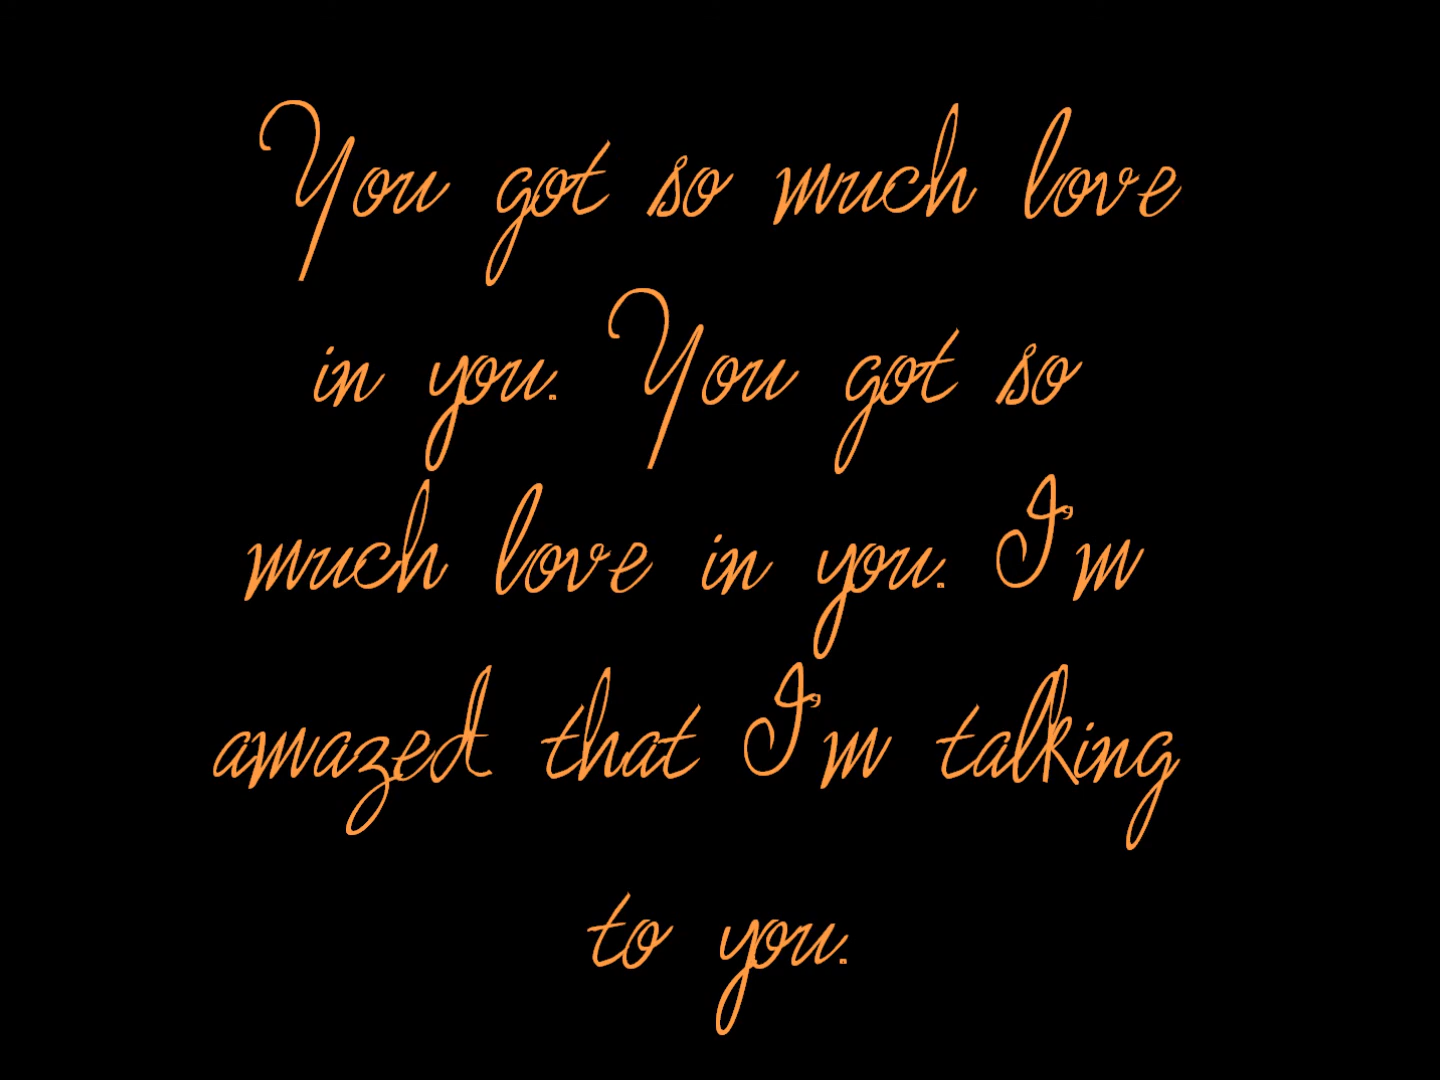 You got so much love
in you. You got so
much love in you. I'm
amazed that I'm talking
to you.